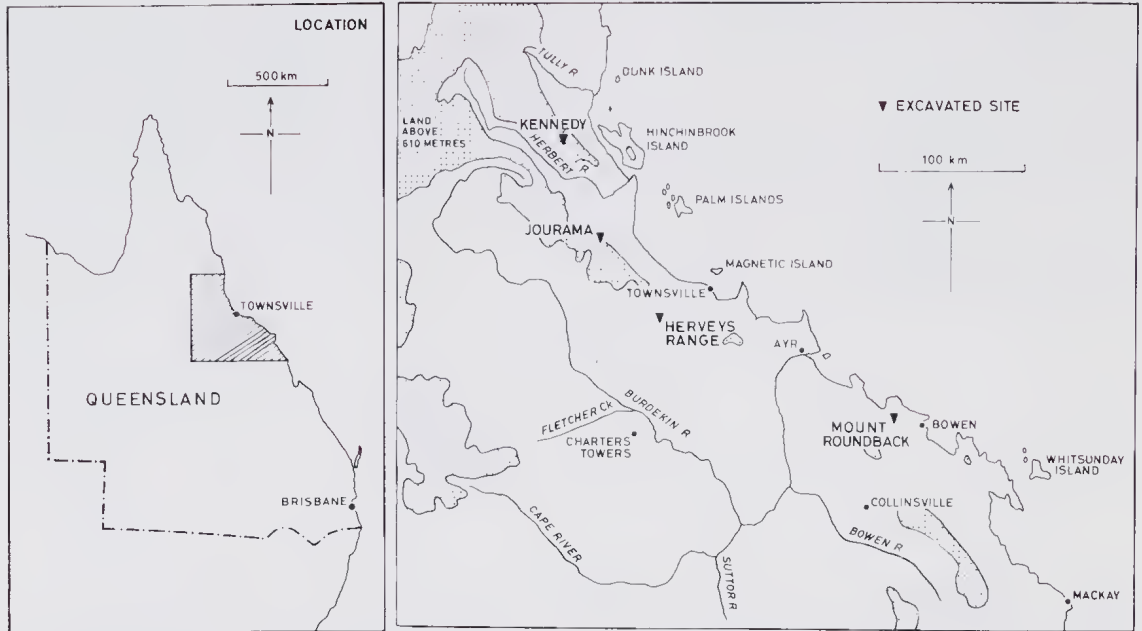 LOCATION
500 km
N
TOWNSVILLE
QUEENSLAND
BRISBANE
TULLY R
DUNK ISLAND
▼ EXCAVATED SITE
LAND
ABOVE
610 METRES
KENNEDY
HERBERT R
HINCHINBROOK
ISLAND
100 km
N
PALM ISLANDS
JOURAMA
MAGNETIC ISLAND
TOWNSVILLE
HERVEYS
RANGE
AYR
BURDEKIN R
FLETCHER CK
CHARTERS
TOWERS
MOUNT
ROUNDBACK
BOWEN
WHITSUNDAY
ISLAND
COLLINSVILLE
CAPE RIVER
BOWEN R
SUTTOR R
MACKAY